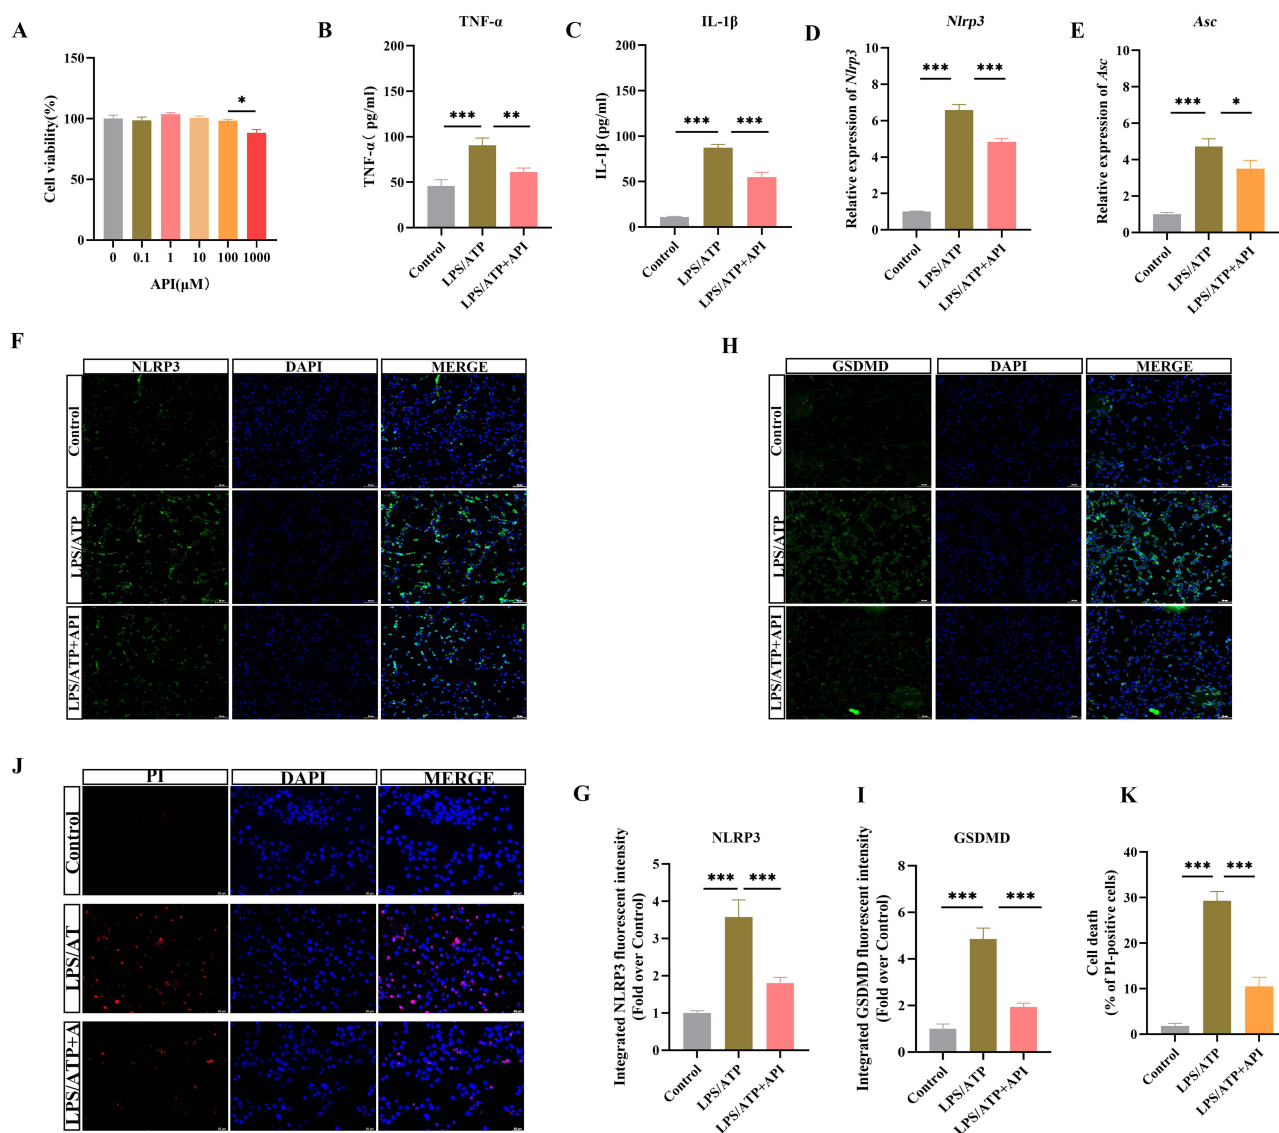 A
Cell viability(%)
150
100
50
0
*
0 0.1 1 10 100 1000
API(μM)
B
TNF-α
TNF-α( pg/ml)
200
150
100
50
0
*** **
Control
LPS/ATP
LPS/ATP+API
C
IL-1β
IL-1β (pg/ml)
200
150
100
50
0
*** ***
Control
LPS/ATP
LPS/ATP+API
D
Nlrp3
Relative expression of Nlrp3
10
8
6
4
2
0
*** ***
Control
LPS/ATP
LPS/ATP+API
E
Asc
Relative expression of Asc
10
8
6
4
2
0
*** *
Control
LPS/ATP
LPS/ATP+API
F
NLRP3 DAPI MERGE
Control
LPS/ATP
LPS/ATP+API
H
GSDMD DAPI MERGE
Control
LPS/ATP
LPS/ATP+API
J
PI DAPI MERGE
Control
LPS/AT
LPS/ATP+A
G
NLRP3
Integrated NLRP3 fluorescent intensity
(Fold over Control)
5
4
3
2
1
0
*** ***
Control
LPS/ATP
LPS/ATP+API
I
GSDMD
Integrated GSDMD fluorescent intensity
(Fold over Control)
8
6
4
2
0
*** ***
Control
LPS/ATP
LPS/ATP+API
K
Cell death
(% of PI-positive cells)
40
30
20
10
0
*** ***
Control
LPS/ATP
LPS/ATP+API